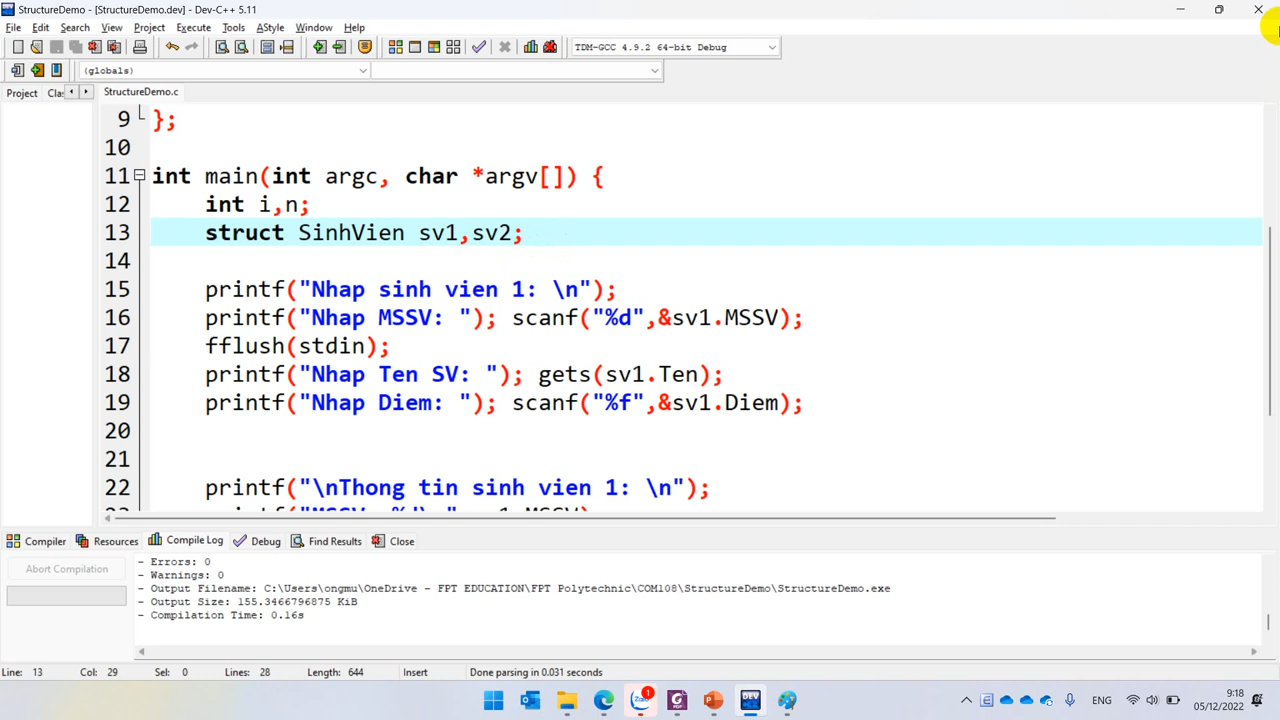 StructureDemo - [StructureDemo.dev] - Dev-C++ 5.11
File Edit Search View Project Execute Tools AStyle Window Help
TDM-GCC 4.9.2 64-bit Debug
(globals)
Project Cla StructureDemo.c
9 };
10
11 int main(int argc, char *argv[]) {
12 int i,n;
13 struct SinhVien sv1,sv2;
14
15 printf("Nhap sinh vien 1: \n");
16 printf("Nhap MSSV: "); scanf("%d",&sv1.MSSV);
17 fflush(stdin);
18 printf("Nhap Ten SV: "); gets(sv1.Ten);
19 printf("Nhap Diem: "); scanf("%f",&sv1.Diem);
20
21
22 printf("\nThong tin sinh vien 1: \n");
Compiler Resources Compile Log Debug Find Results Close
Abort Compilation
- Errors: 0
- Warnings: 0
- Output Filename: C:\Users\ongmu\OneDrive - FPT EDUCATION\FPT Polytechnic\COM108\StructureDemo\StructureDemo.exe
- Output Size: 155.3466796875 KiB
- Compilation Time: 0.16s
Line: 13 Col: 29 Sel: 0 Lines: 28 Length: 644 Insert Done parsing in 0.031 seconds
Zalo 1 PDF DEV ENG 9:18
05/12/2022